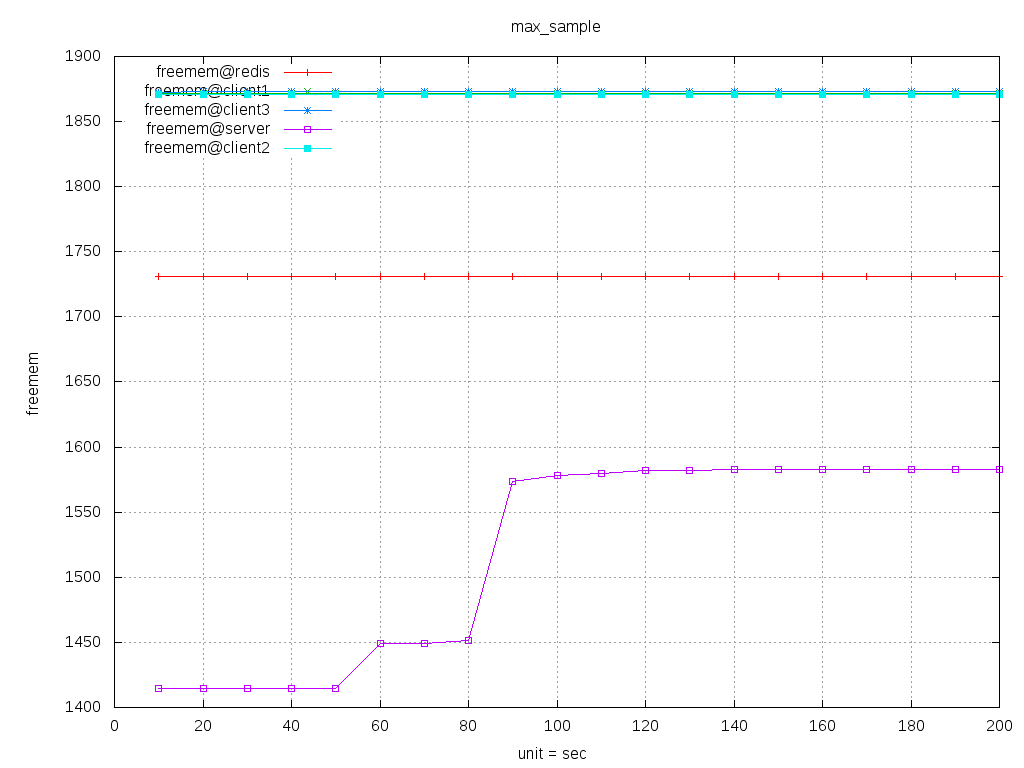 max_sample
1900
freemem@redis
freemem@client1
freemem@client3
1850
freemem@server
freemem@client2
1800
1750
1700
1650
freemem
1600
1550
1500
1450
1400
0 20 40 60 80 100 120 140 160 180 200
unit = sec